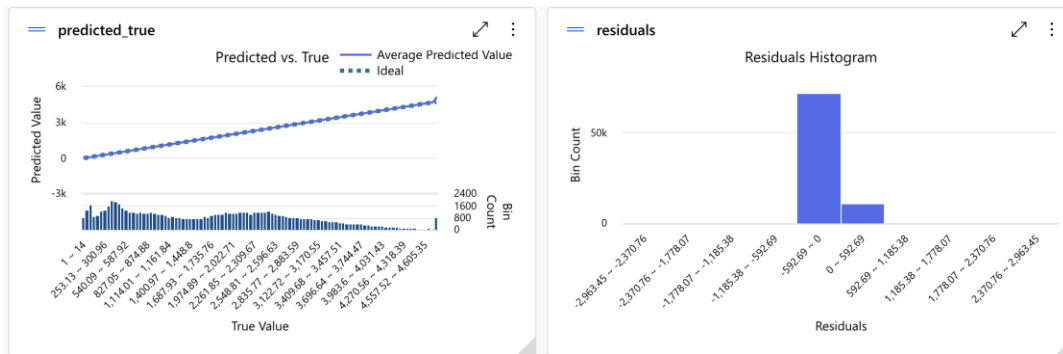 predicted_true
Predicted vs. True
Average Predicted Value
Ideal
6k
3k
0
-3k
Predicted Value
2400
1600
800
0
Bin Count
1 ~ 14
253.13 ~ 300.96
540.09 ~ 587.92
827.05 ~ 874.88
1,114.01 ~ 1,161.84
1,400.97 ~ 1,448.8
1,687.93 ~ 1,735.76
1,974.89 ~ 2,022.71
2,261.85 ~ 2,309.67
2,548.81 ~ 2,596.63
2,835.77 ~ 2,883.59
3,122.72 ~ 3,170.55
3,409.68 ~ 3,457.51
3,696.64 ~ 3,744.47
3,983.6 ~ 4,031.43
4,270.56 ~ 4,318.39
4,557.52 ~ 4,605.35
True Value
residuals
Residuals Histogram
50k
0
Bin Count
-2,963.45 ~ -2,370.76
-2,370.76 ~ -1,778.07
-1,778.07 ~ -1,185.38
-1,185.38 ~ -592.69
-592.69 ~ 0
0 ~ 592.69
592.69 ~ 1,185.38
1,185.38 ~ 1,778.07
1,778.07 ~ 2,370.76
2,370.76 ~ 2,963.45
Residuals